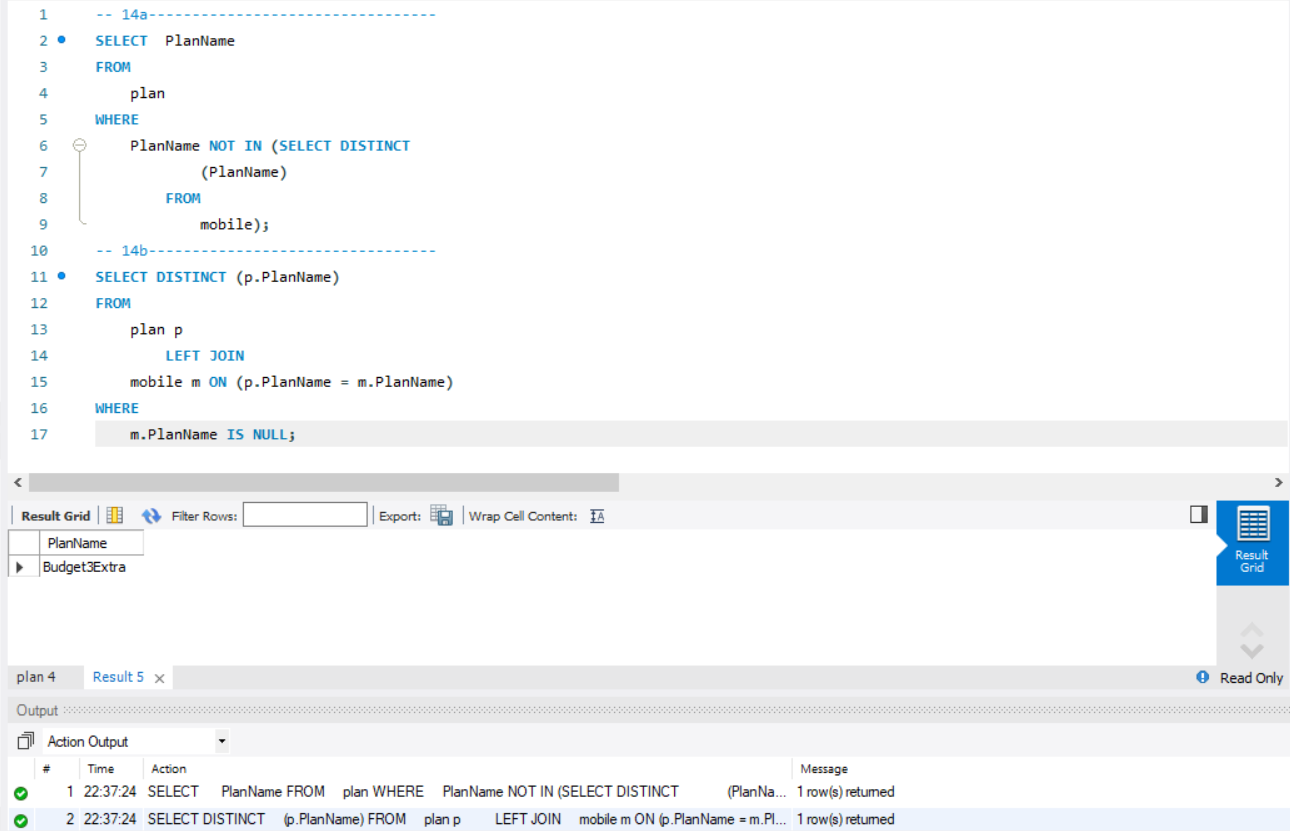 1 -- 14a---------------------------------
2 SELECT PlanName
3 FROM
4 plan
5 WHERE
6 PlanName NOT IN (SELECT DISTINCT
7 (PlanName)
8 FROM
9 mobile);
10 -- 14b---------------------------------
11 SELECT DISTINCT (p.PlanName)
12 FROM
13 plan p
14 LEFT JOIN
15 mobile m ON (p.PlanName = m.PlanName)
16 WHERE
17 m.PlanName IS NULL;
Result Grid Filter Rows: Export: Wrap Cell Content: IA
PlanName
Budget3Extra
Result
Grid
plan 4 Result 5 Read Only
Output
Action Output
# Time Action Message
1 22:37:24 SELECT PlanName FROM plan WHERE PlanName NOT IN (SELECT DISTINCT (PlanNa... 1 row(s) returned
2 22:37:24 SELECT DISTINCT (p.PlanName) FROM plan p LEFT JOIN mobile m ON (p.PlanName = m.Pl... 1 row(s) returned